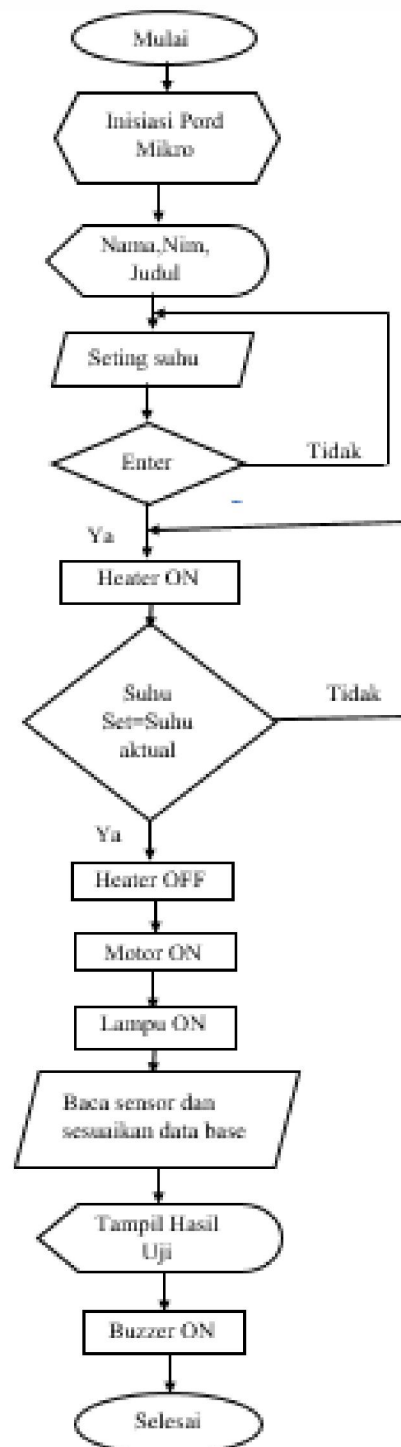 Mulai
Inisiasi Pord
Mikro
Nama,Nim,
Judul
Seting suhu
Enter
Tidak
Ya
Heater ON
Suhu
Set=Suhu
aktual
Tidak
Ya
Heater OFF
Motor ON
Lampu ON
Baca sensor dan
sesuaikan data base
Tampil Hasil
Uji
Buzzer ON
Selesai